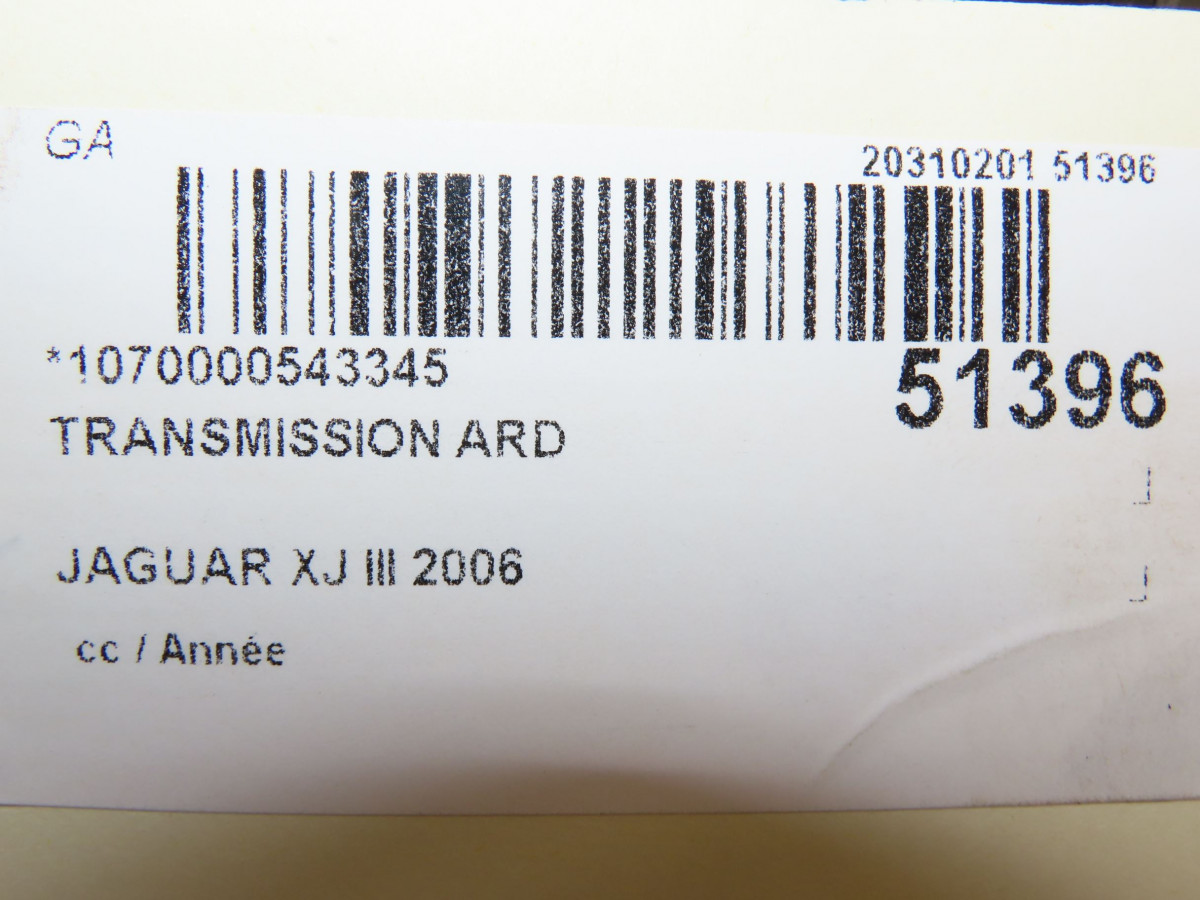 GA
20310201 51396
*1070000543345
51396
TRANSMISSION ARD
J
JAGUAR XJ III 2006
J
cc / Année